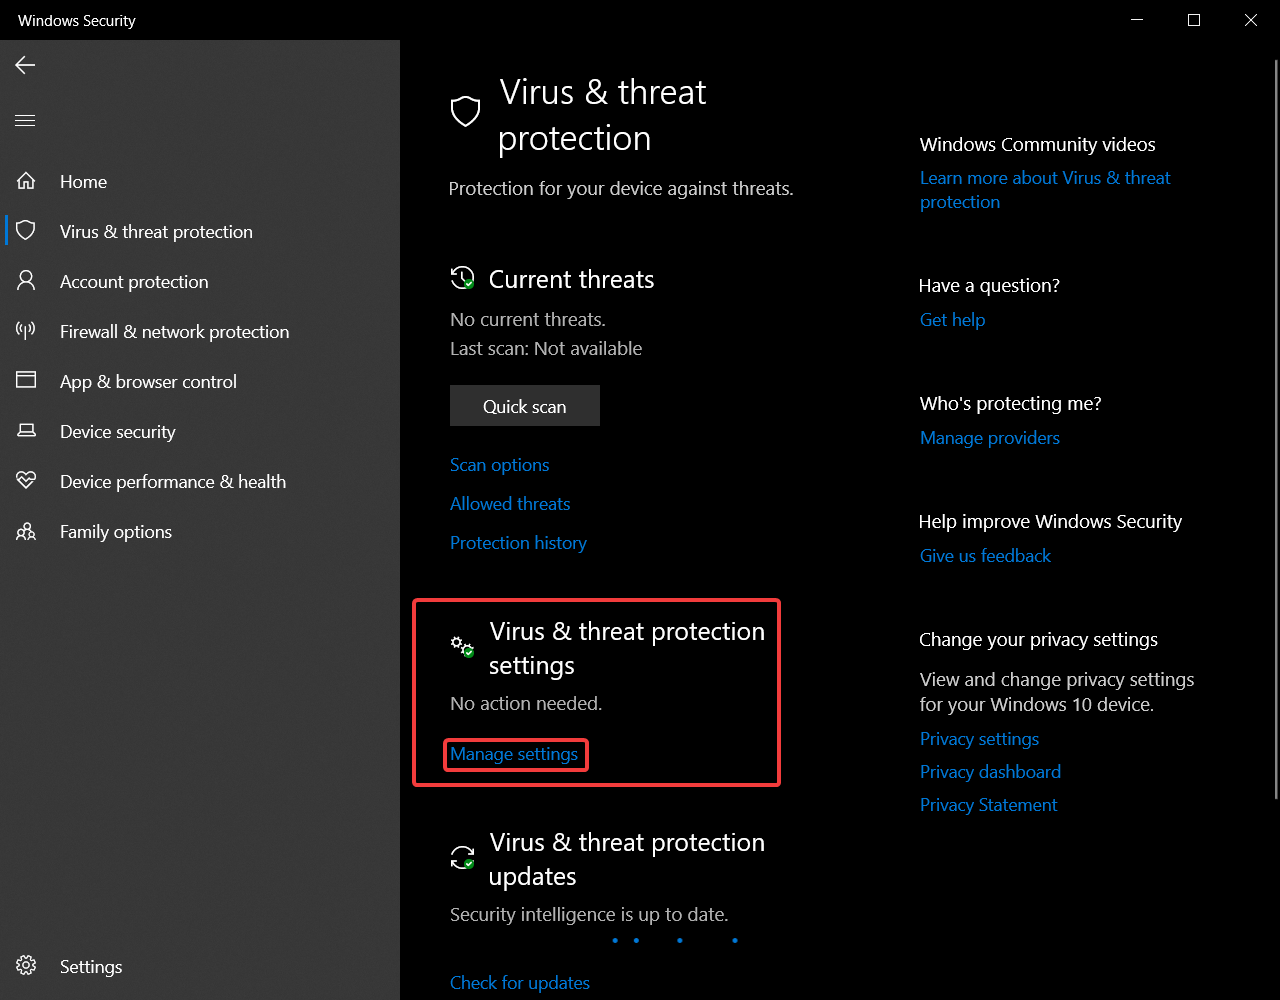 Windows Security
Home
Virus & threat protection
Account protection
Firewall & network protection
App & browser control
Device security
Device performance & health
Family options
Settings
Virus & threat
protection
Protection for your device against threats.
Current threats
No current threats.
Last scan: Not available
Quick scan
Scan options
Allowed threats
Protection history
Virus & threat protection
settings
No action needed.
Manage settings
Virus & threat protection
updates
Security intelligence is up to date.
Check for updates
Windows Community videos
Learn more about Virus & threat
protection
Have a question?
Get help
Who's protecting me?
Manage providers
Help improve Windows Security
Give us feedback
Change your privacy settings
View and change privacy settings
for your Windows 10 device.
Privacy settings
Privacy dashboard
Privacy Statement